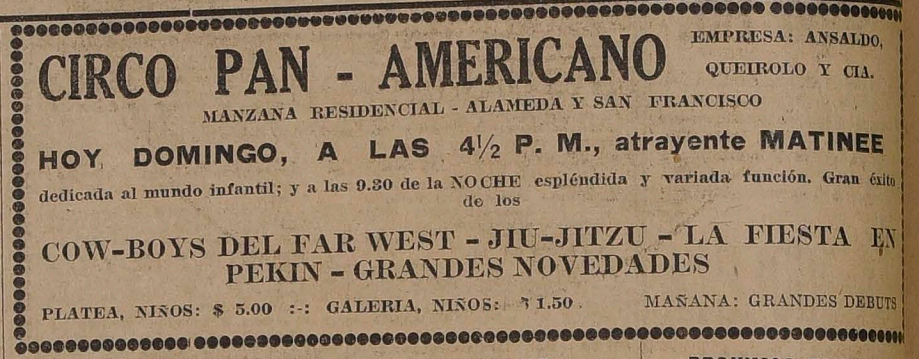 CIRCO PAN - AMERICANO
EMPRESA: ANSALDO,
QUEIROLO Y CIA.
MANZANA RESIDENCIAL - ALAMEDA Y SAN FRANCISCO
HOY DOMINGO, A LAS 4½ P. M., atrayente MATINEE
dedicada al mundo infantil; y a las 9.30 de la NOCHE espléndida y variada función. Gran éxito
de los
COW-BOYS DEL FAR WEST - JIU-JITZU - LA FIESTA EN
PEKIN - GRANDES NOVEDADES
PLATEA, NIÑOS: $ 5.00 :-: GALERIA, NIÑOS: $ 1.50. MAÑANA: GRANDES DEBUTS